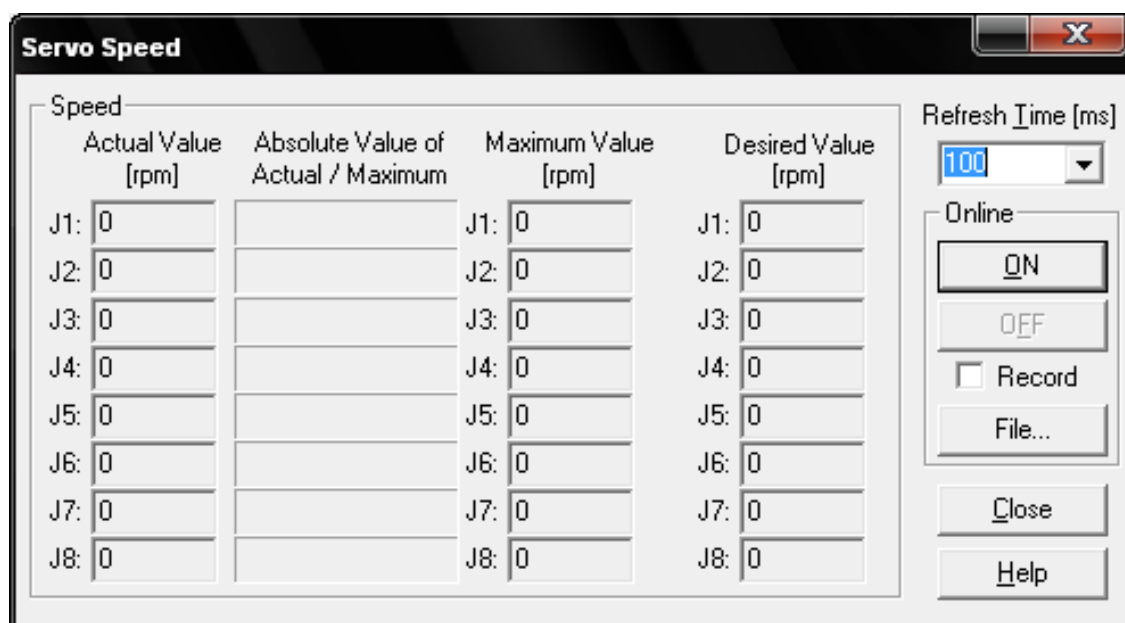 Servo Speed
Speed
Actual Value [rpm]
Absolute Value of Actual / Maximum
Maximum Value [rpm]
Desired Value [rpm]
J1: 0 J1: 0 J1: 0
J2: 0 J2: 0 J2: 0
J3: 0 J3: 0 J3: 0
J4: 0 J4: 0 J4: 0
J5: 0 J5: 0 J5: 0
J6: 0 J6: 0 J6: 0
J7: 0 J7: 0 J7: 0
J8: 0 J8: 0 J8: 0
Refresh Time [ms]
100
Online
ON
OFF
Record
File...
Close
Help